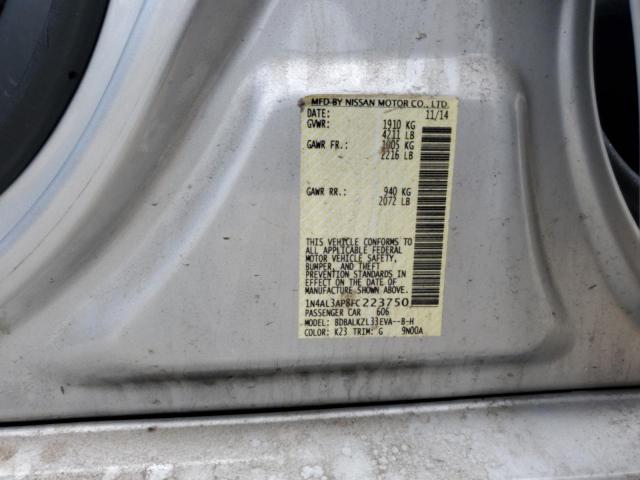 MFD BY NISSAN MOTOR CO., LTD.
DATE: 11/14
GVWR: 1910 KG
4211 LB
GAWR FR.: 1005 KG
2216 LB
GAWR RR.: 940 KG
2072 LB
THIS VEHICLE CONFORMS TO
ALL APPLICABLE FEDERAL
MOTOR VEHICLE SAFETY,
BUMPER, AND THEFT
PREVENTION STANDARDS IN
EFFECT ON THE DATE OF
MANUFACTURE SHOWN ABOVE.
1N4AL3AP8FC223750
PASSENGER CAR 606
MODEL: BDBALKZL33EVA--B-H
COLOR: K23 TRIM: G 9N00A